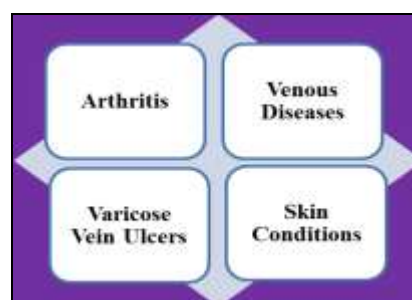 Arthritis
Venous
Diseases
Varicose
Vein Ulcers
Skin
Conditions